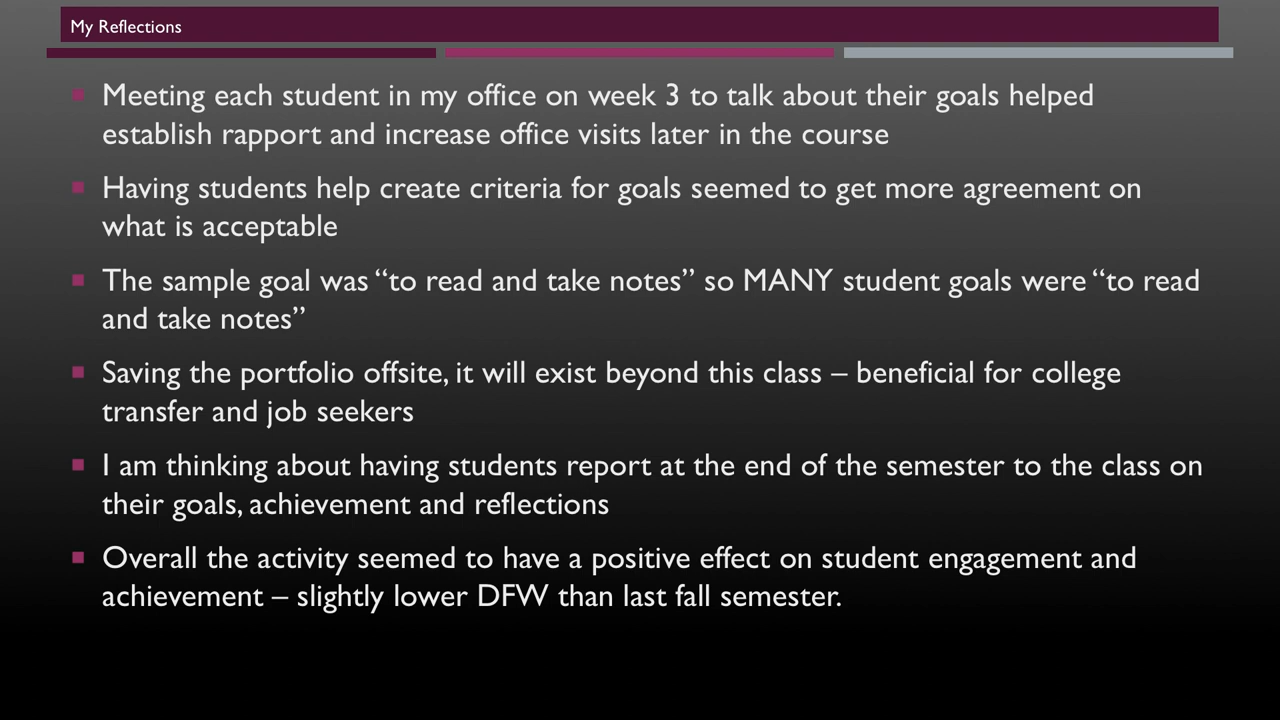 My Reflections
Meeting each student in my office on week 3 to talk about their goals helped
establish rapport and increase office visits later in the course
Having students help create criteria for goals seemed to get more agreement on
what is acceptable
The sample goal was “to read and take notes” so MANY student goals were “to read
and take notes”
Saving the portfolio offsite, it will exist beyond this class – beneficial for college
transfer and job seekers
I am thinking about having students report at the end of the semester to the class on
their goals, achievement and reflections
Overall the activity seemed to have a positive effect on student engagement and
achievement – slightly lower DFW than last fall semester.